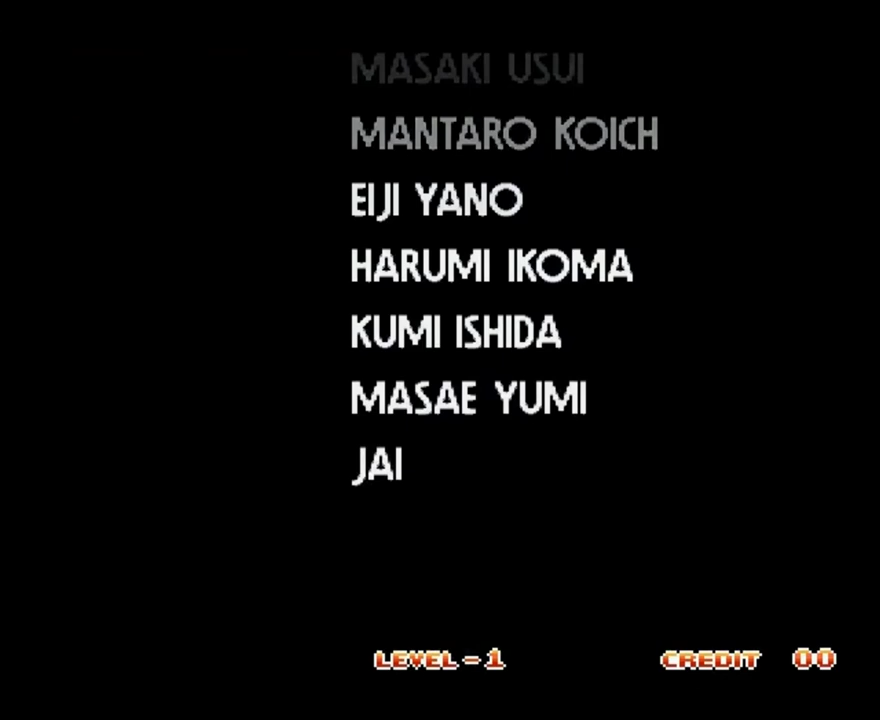 MASAKI USUI
MANTARO KOICH
EIJI YANO
HARUMI IKOMA
KUMI ISHIDA
MASAE YUMI
JAI
LEVEL-1 CREDIT 00